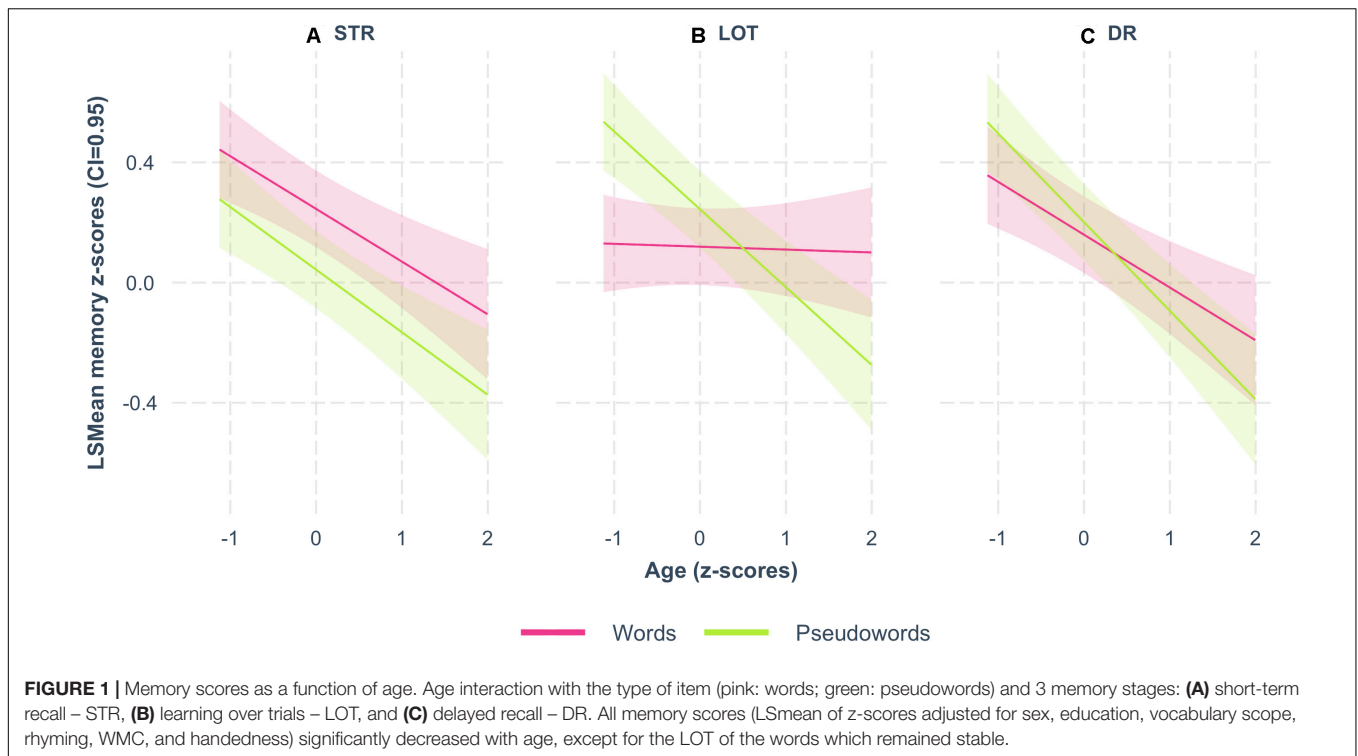 A STR
B LOT
C DR
LSMean memory z-scores (CI=0.95)
0.4
0.0
-0.4
-1 0 1 2
-1 0 1 2
-1 0 1 2
Age (z-scores)
Words Pseudowords
FIGURE 1 | Memory scores as a function of age. Age interaction with the type of item (pink: words; green: pseudowords) and 3 memory stages: (A) short-term
recall – STR, (B) learning over trials – LOT, and (C) delayed recall – DR. All memory scores (LSmean of z-scores adjusted for sex, education, vocabulary scope,
rhyming, WMC, and handedness) significantly decreased with age, except for the LOT of the words which remained stable.